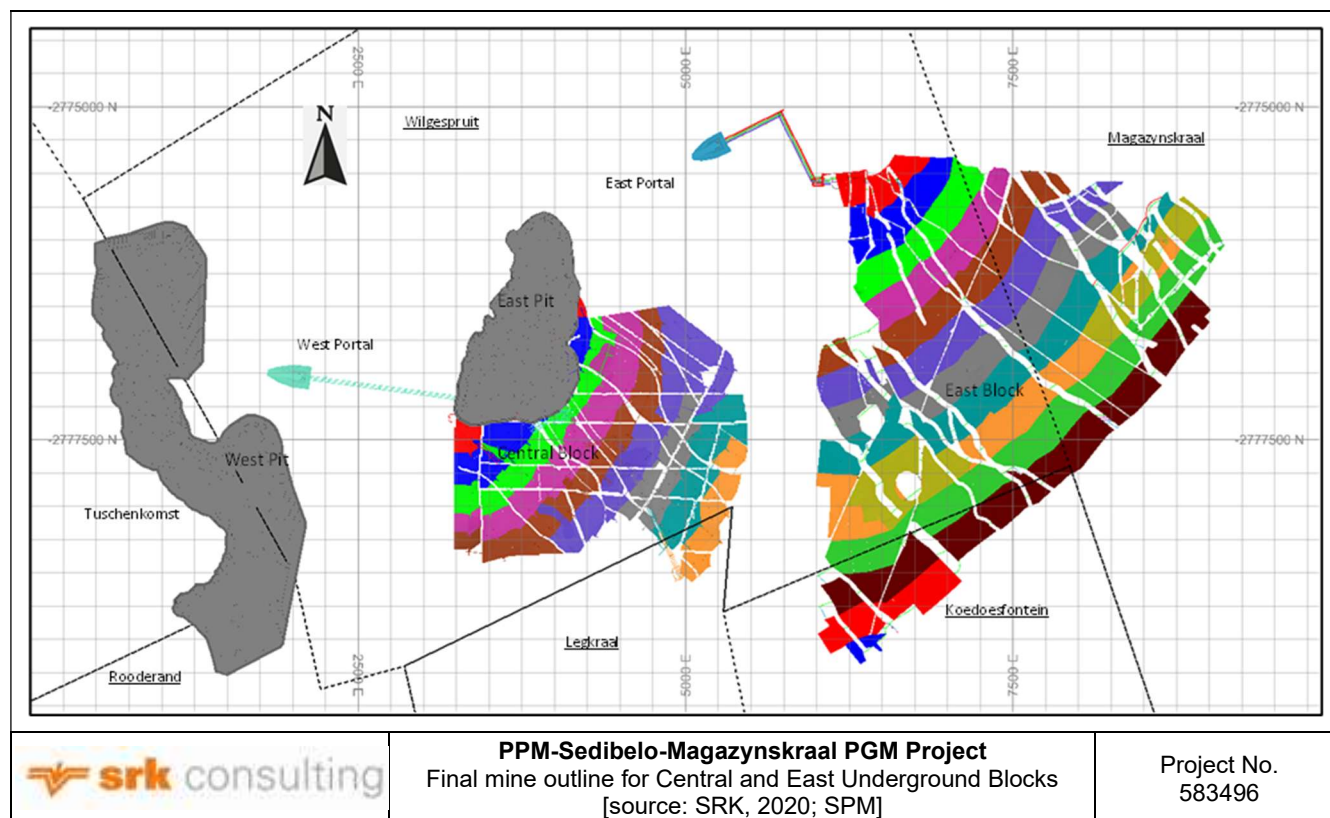 2500 E
5000 E
7500 E
-2775000 N
-2775000 N
Wilgespruit
N
Magazynskraal
East Portal
East Pit
West Portal
East Block
-2777500 N
-2777500 N
Central Block
West Pit
Tuschenkomst
Koedoesfontein
Legkraal
Rooderand
2500 E
5000 E
7500 E
srk consulting
PPM-Sedibelo-Magazynskraal PGM Project
Final mine outline for Central and East Underground Blocks
[source: SRK, 2020; SPM]
Project No.
583496